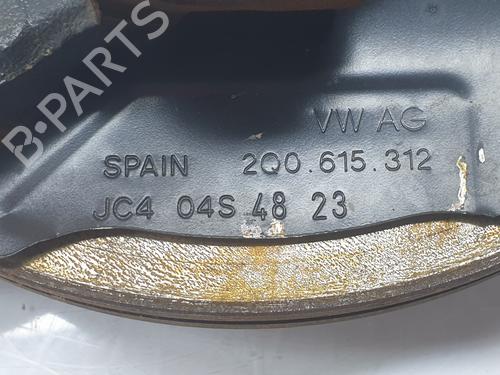 B-PARTS
VW AG
SPAIN 2Q0.615.312
JC4 04S 48 23